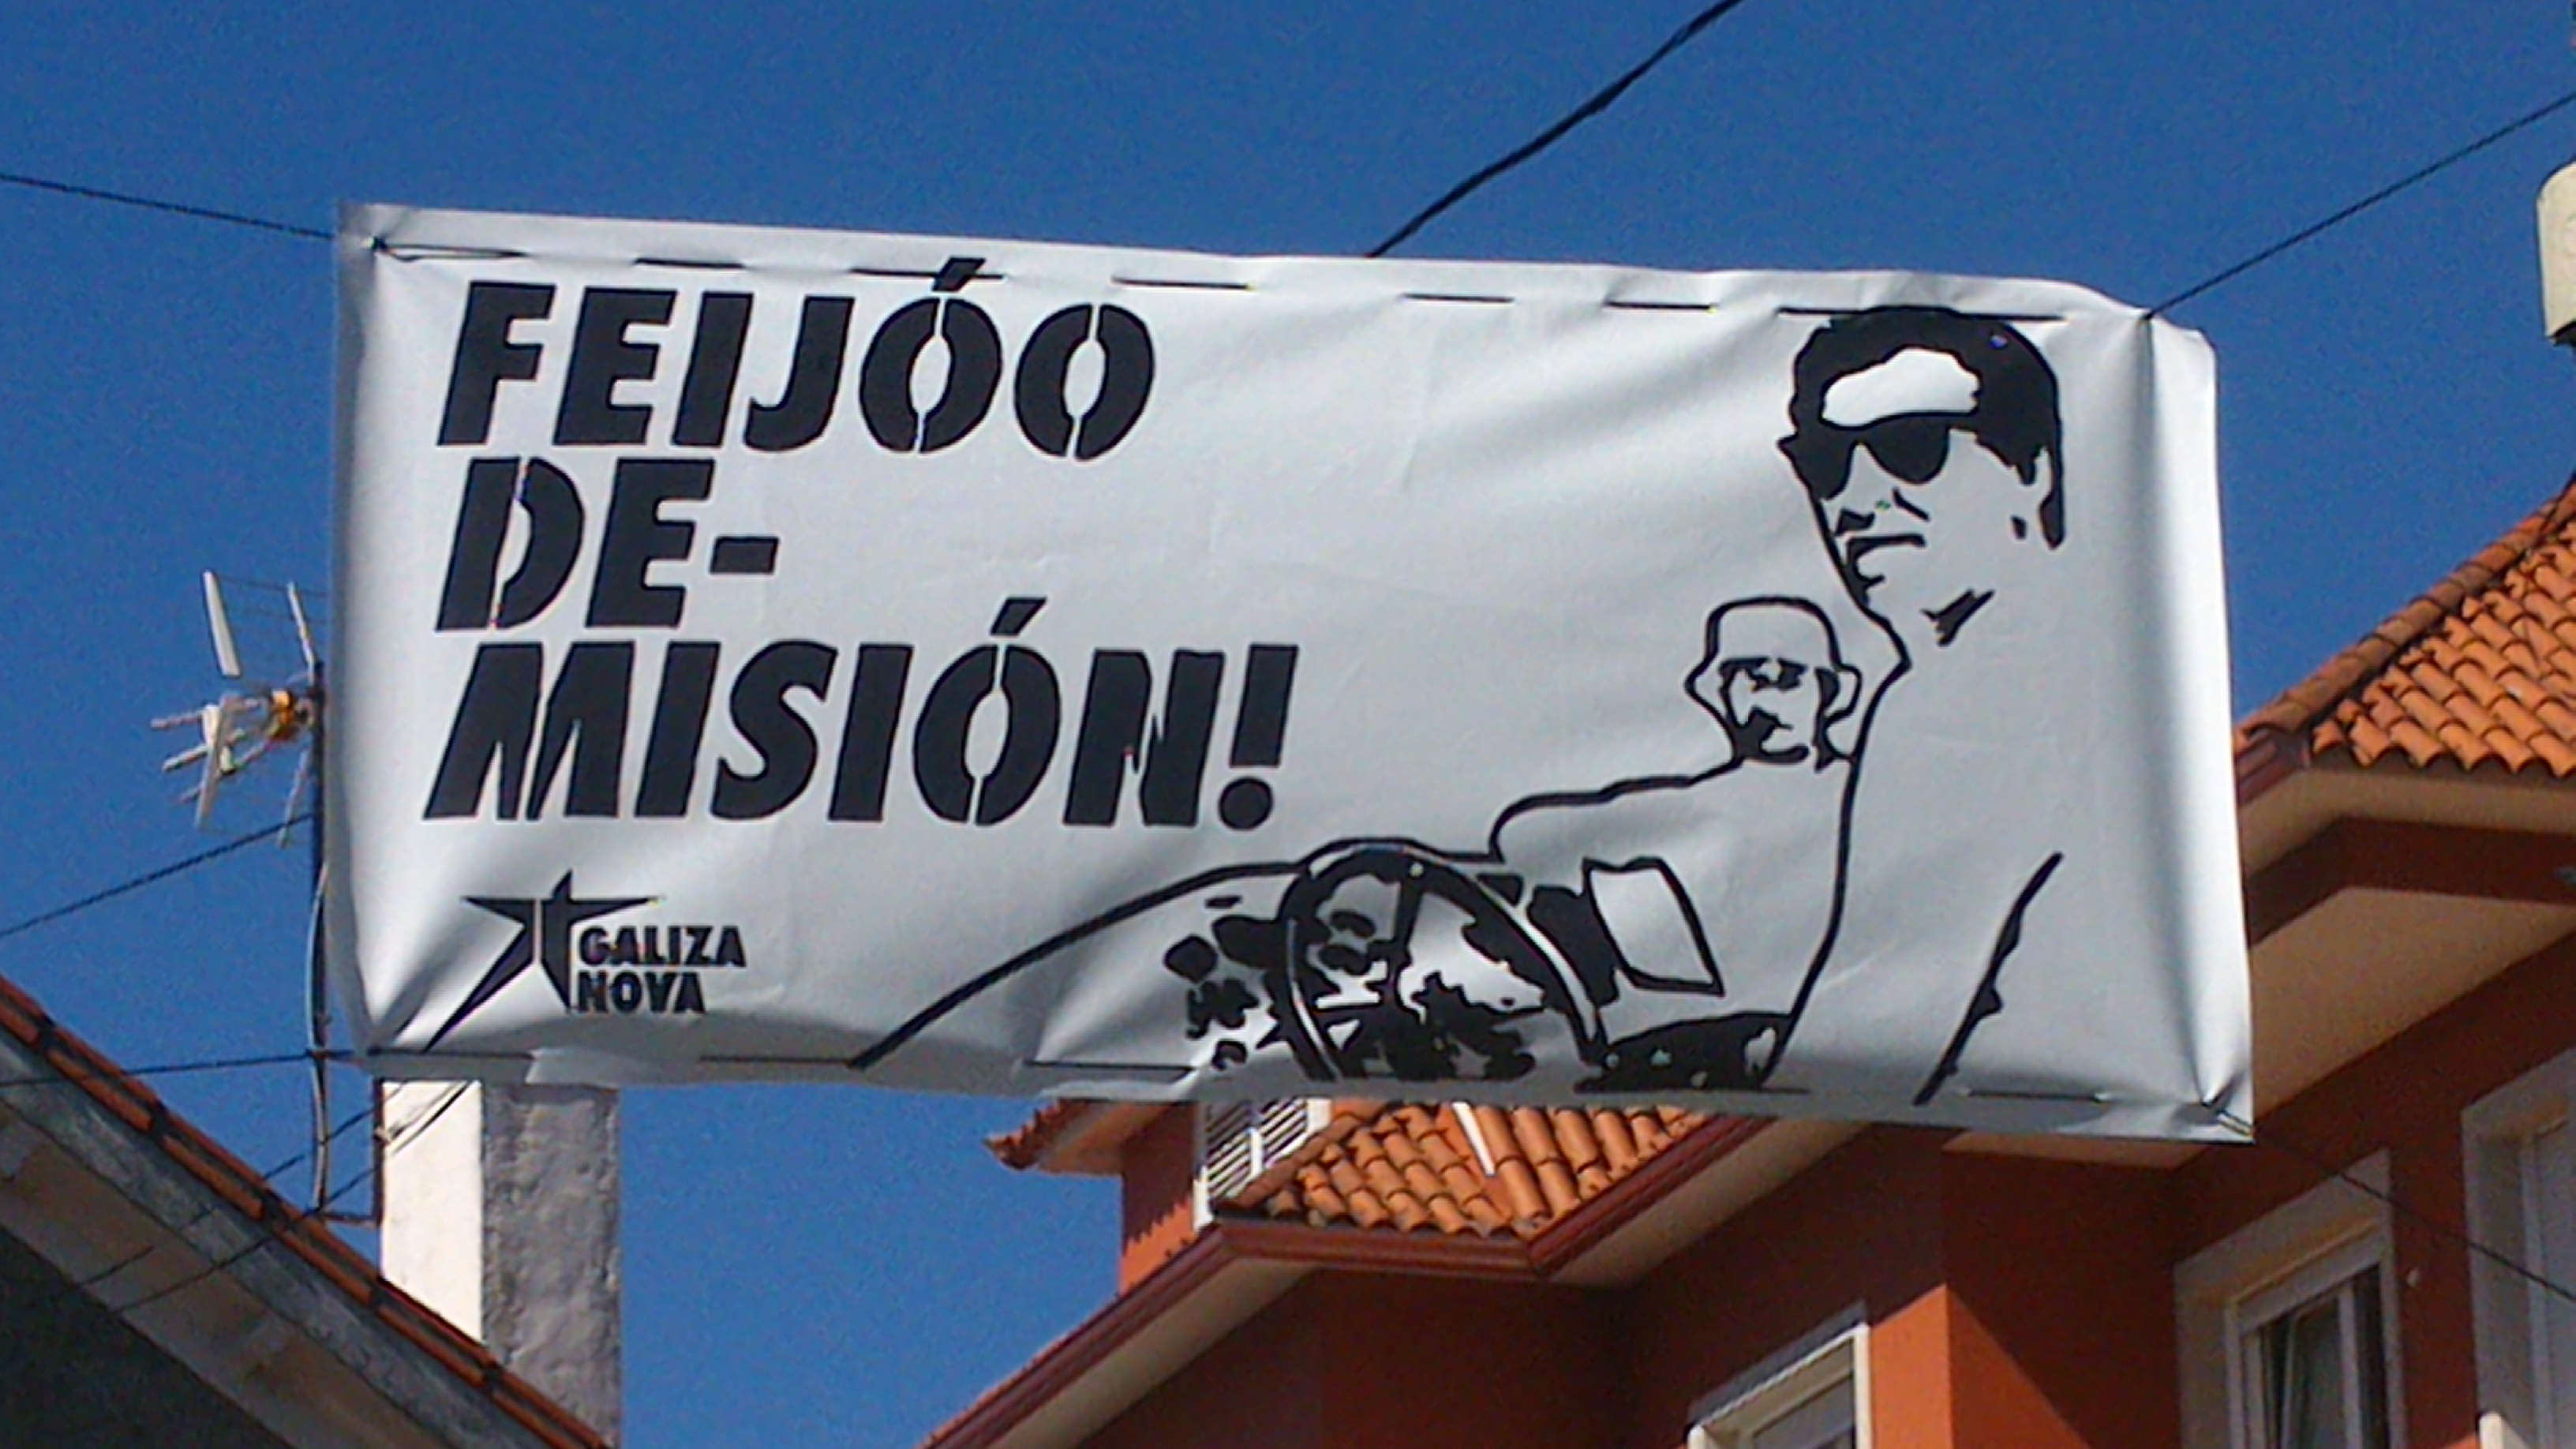 FEIJÓO
DE-
MISIÓN!
GALIZA
NOVA